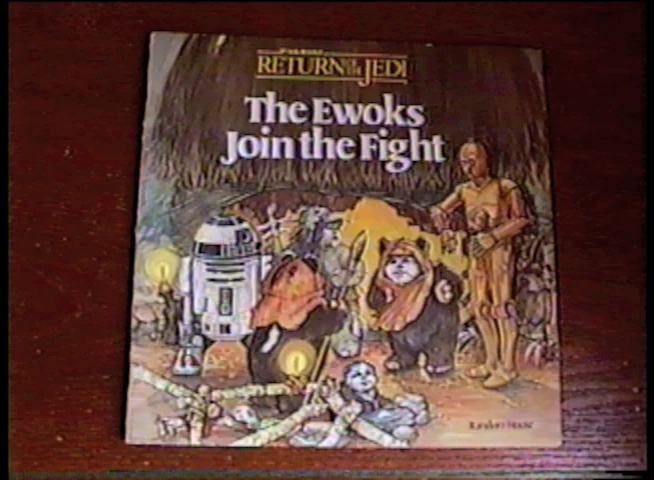 RETURN OF THE JEDI
The Ewoks
Join the Fight
Random House